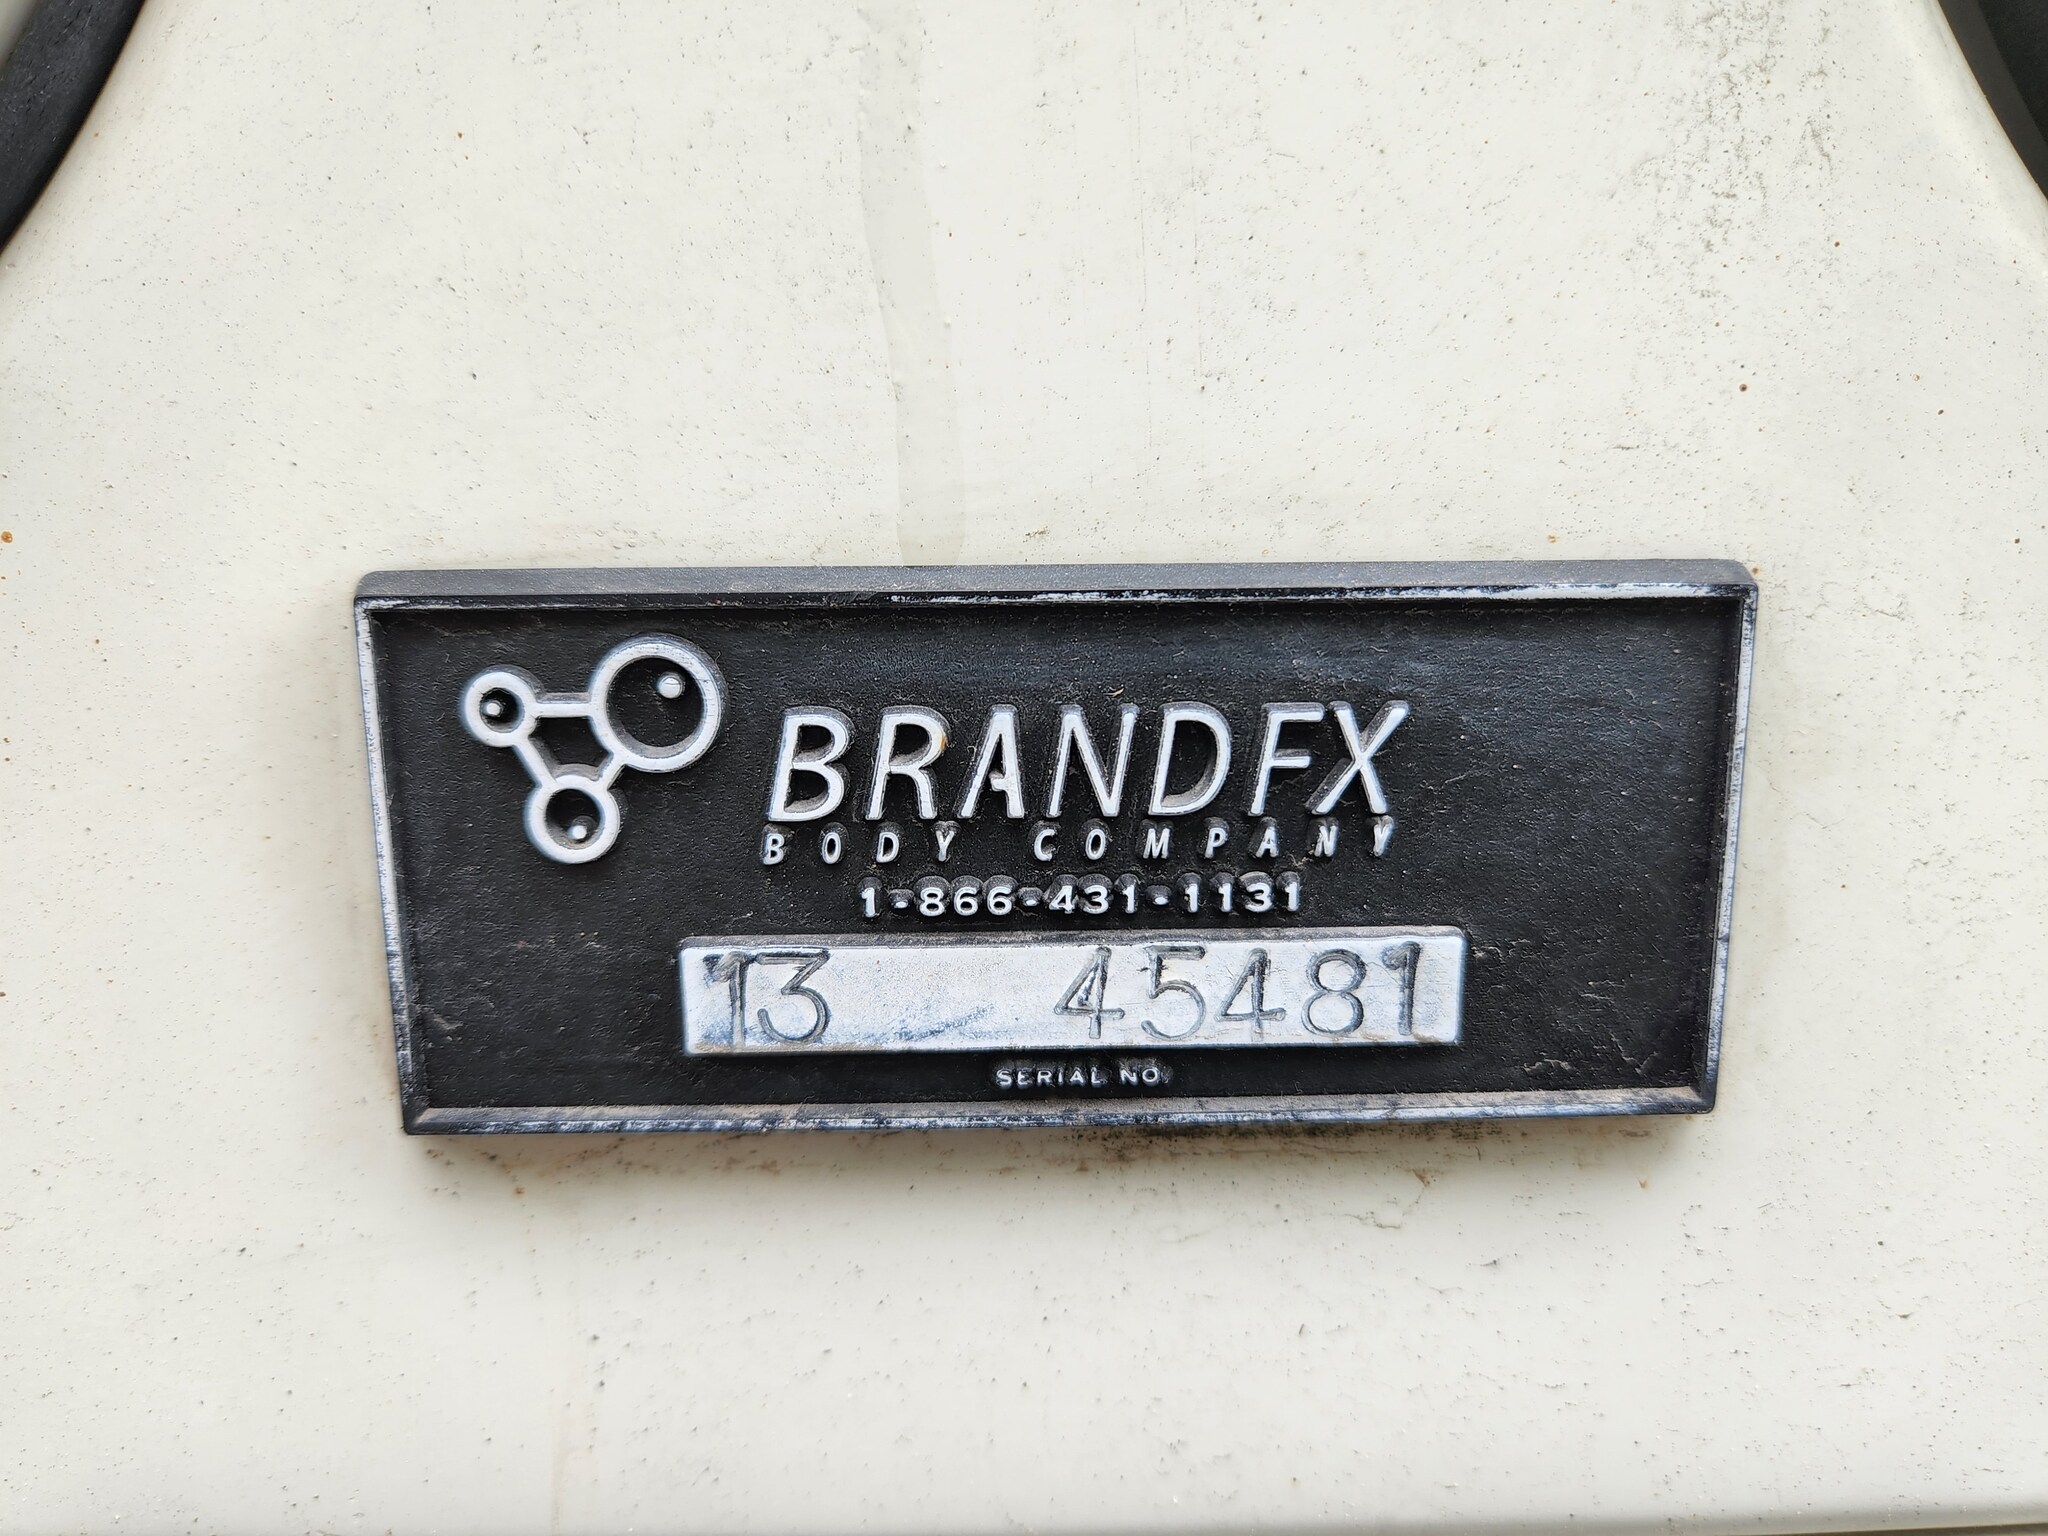 BRANDFX
BODY COMPANY
1-866-431-1131
13 45481
SERIAL NO.